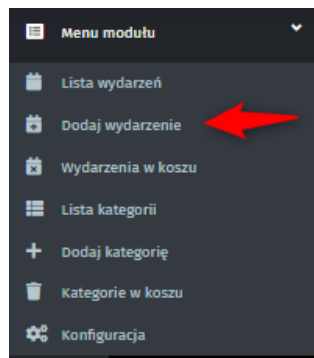 Menu modułu
Lista wydarzeń
Dodaj wydarzenie
Wydarzenia w koszu
Lista kategorii
Dodaj kategorię
Kategorie w koszu
Konfiguracja